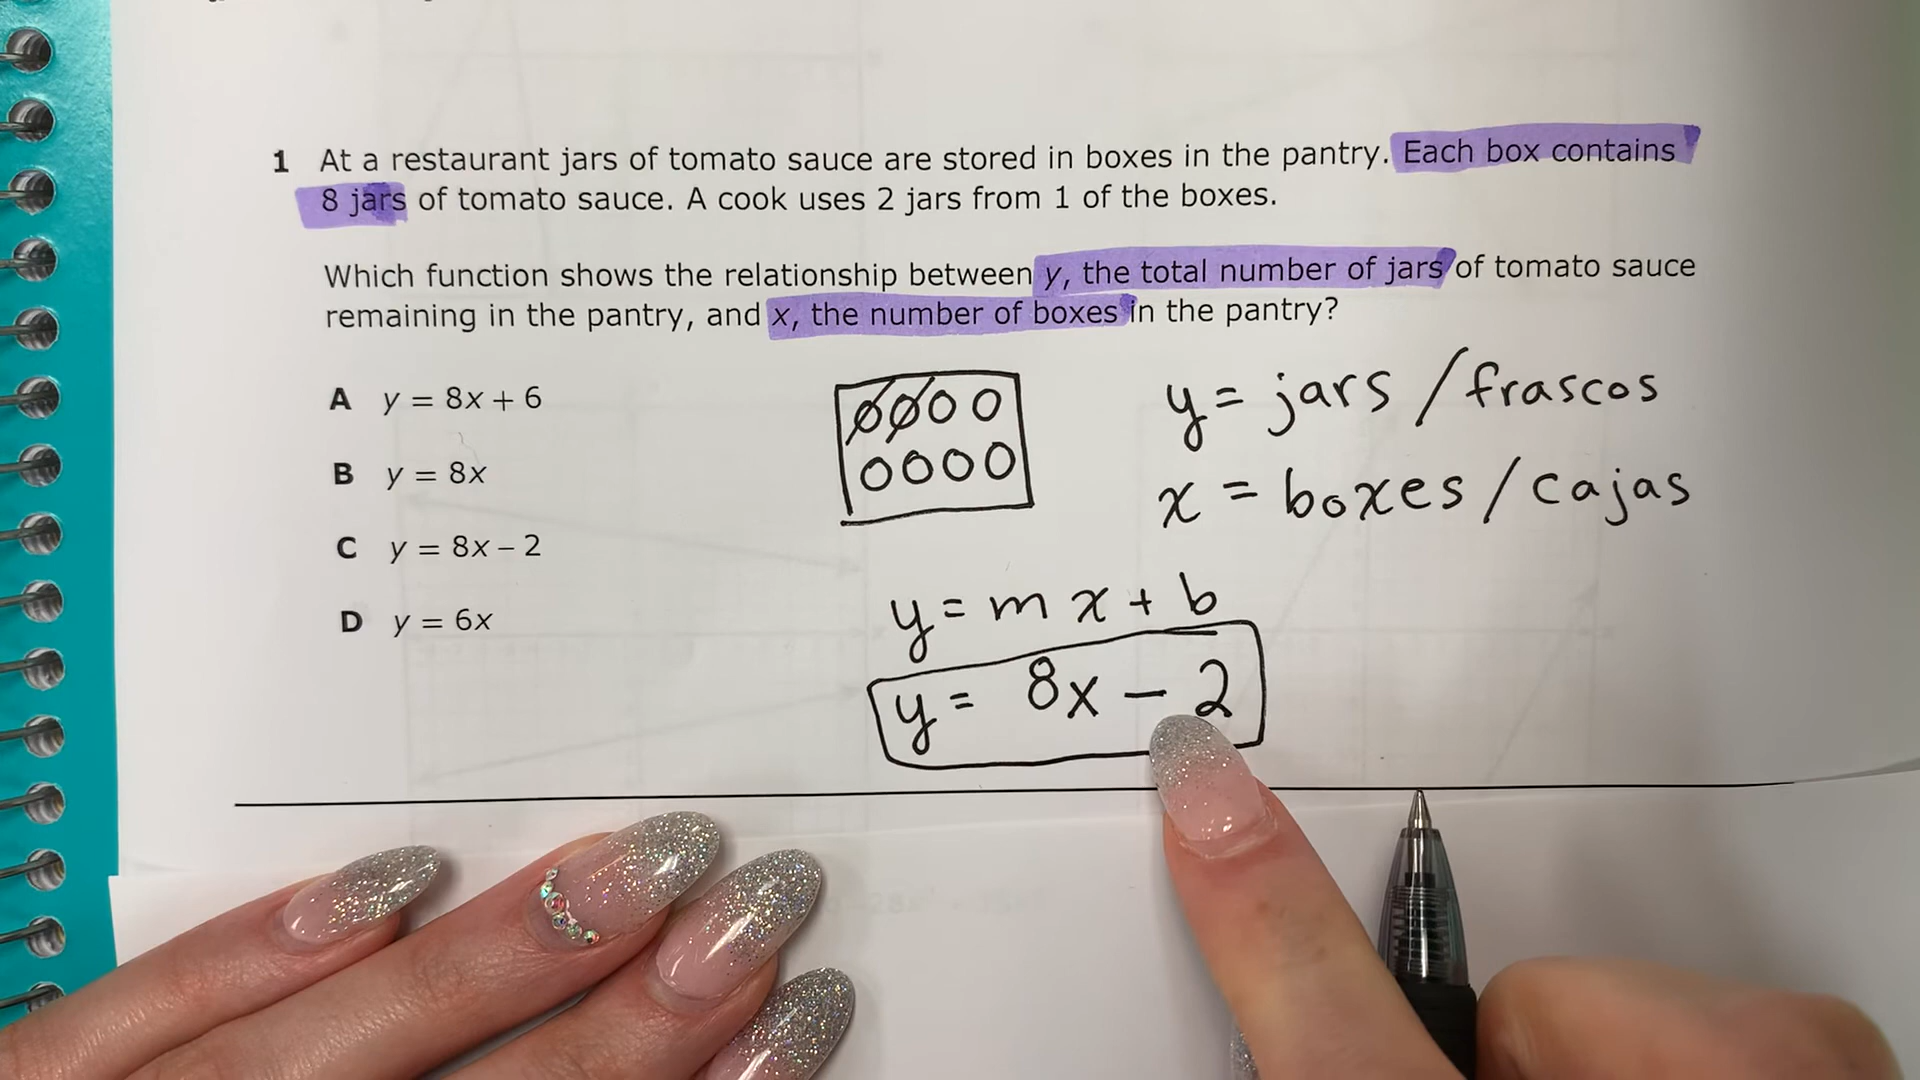 1 At a restaurant jars of tomato sauce are stored in boxes in the pantry. Each box contains
8 jars of tomato sauce. A cook uses 2 jars from 1 of the boxes.
Which function shows the relationship between y, the total number of jars of tomato sauce
remaining in the pantry, and x, the number of boxes in the pantry?
A y = 8x + 6
B y = 8x
C y = 8x – 2
D y = 6x
y = jars / frascos
x = boxes / cajas
y = mx + b
y = 8x – 2